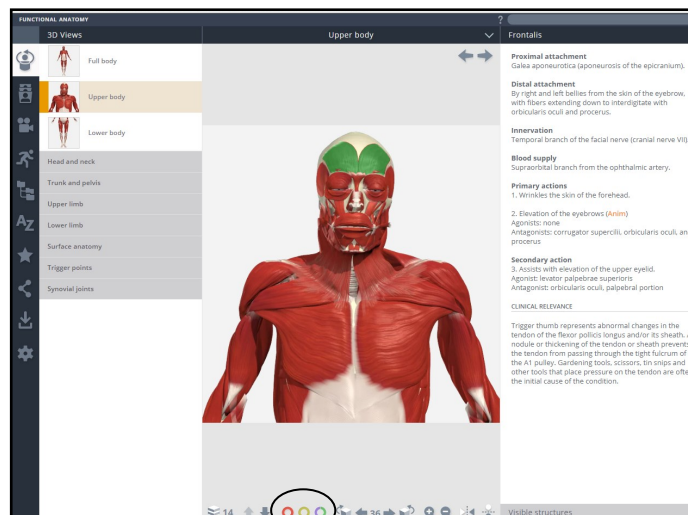 FUNCTIONAL ANATOMY
?
3D Views
Upper body
Frontalis
Full body
Upper body
Lower body
Head and neck
Trunk and pelvis
Upper limb
Lower limb
Surface anatomy
Trigger points
Synovial joints
AZ
Proximal attachment
Galea aponeurotica (aponeurosis of the epicranium).
Distal attachment
By right and left bellies from the skin of the eyebrow,
with fibers extending down to interdigitate with
orbicularis oculi and procerus.
Innervation
Temporal branch of the facial nerve (cranial nerve VII)
Blood supply
Supraorbital branch from the ophthalmic artery.
Primary actions
1. Wrinkles the skin of the forehead.
2. Elevation of the eyebrows (Anim)
Agonists: none
Antagonists: corrugator supercilii, orbicularis oculi, an
procerus
Secondary action
3. Assists with elevation of the upper eyelid.
Agonist: levator palpebrae superioris
Antagonist: orbicularis oculi, palpebral portion
CLINICAL RELEVANCE
Trigger thumb represents abnormal changes in the
tendon of the flexor pollicis longus and/or its sheath.
nodule or thickening of the tendon or sheath prevents
the tendon from passing through the tight fulcrum of
the A1 pulley. Gardening tools, scissors, tin snips and
other tools that place pressure on the tendon are ofte
the initial cause of the condition.
14
36
Visible structures